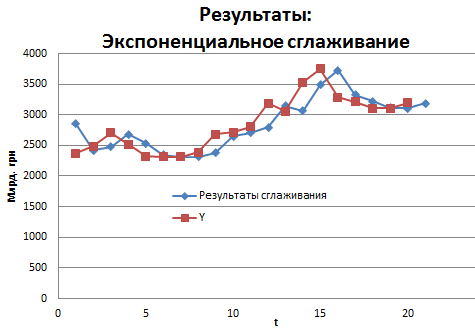 Результаты:
Экспоненциальное сглаживание
4000
3500
3000
2500
2000
1500
1000
500
0
Млрд. грн
Результаты сглаживания
Y
0 5 10 15 20
t